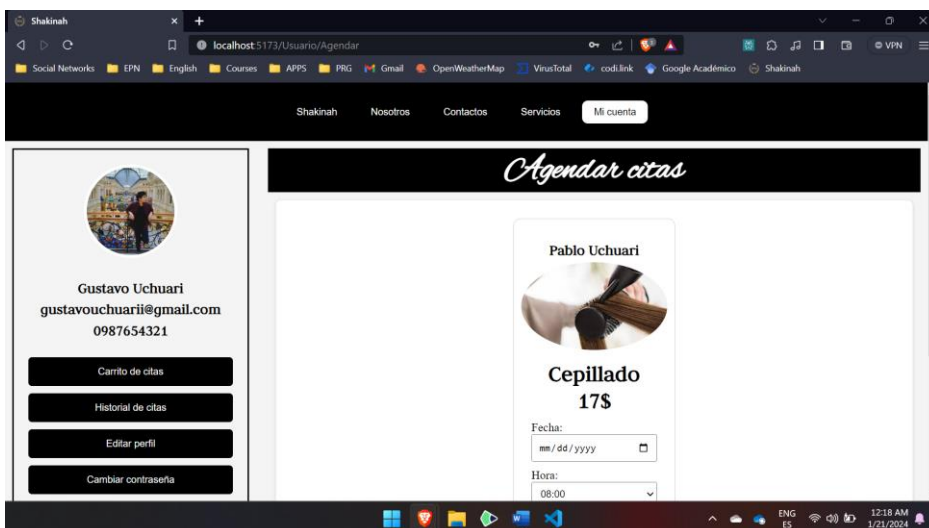 Shakinah
localhost:5173/Usuario/Agendar
VPN
Social Networks EPN English Courses APPS PRG Gmail OpenWeatherMap VirusTotal codi.link Google Académico Shakinah
Shakinah Nosotros Contactos Servicios Mi cuenta
Agendar citas
Gustavo Uchuari
gustavouchuarii@gmail.com
0987654321
Carrito de citas
Historial de citas
Editar perfil
Cambiar contraseña
Pablo Uchuari
Cepillado
17$
Fecha:
mm/dd/yyyy
Hora:
08:00
ENG
ES
12:18 AM
1/21/2024